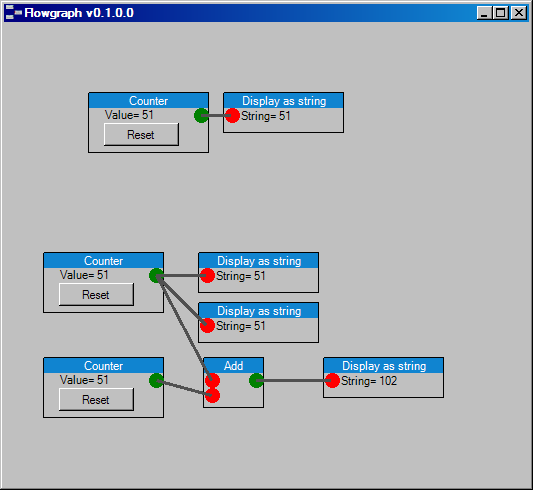 Flowgraph v0.1.0.0
Counter
Value= 51
Reset
Display as string
String= 51
Counter
Value= 51
Reset
Display as string
String= 51
Display as string
String= 51
Counter
Value= 51
Reset
Add
Display as string
String= 102